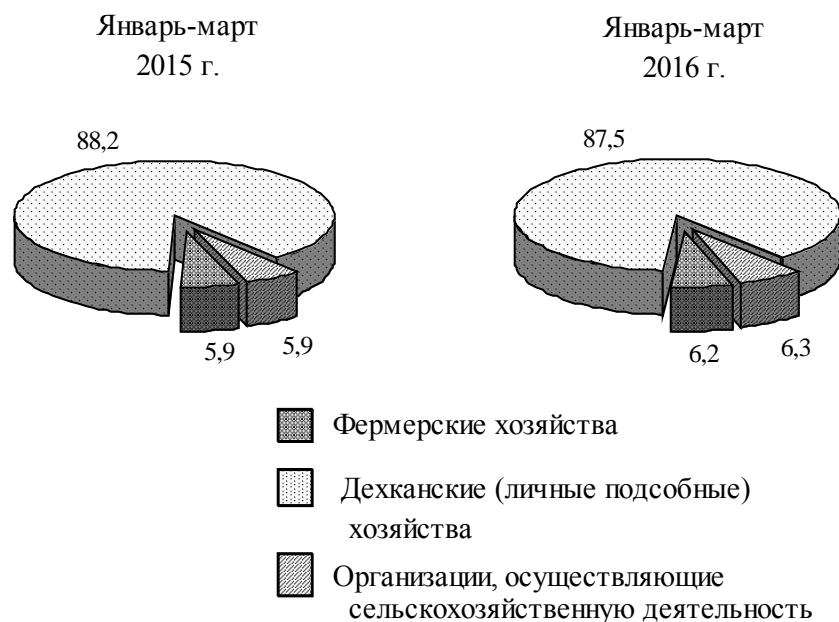 Январь-март
2015 г.
88,2
5,9
5,9
Январь-март
2016 г.
87,5
6,2
6,3
Фермерские хозяйства
Дехканские (личные подсобные)
хозяйства
Организации, осуществляющие
сельскохозяйственную деятельность